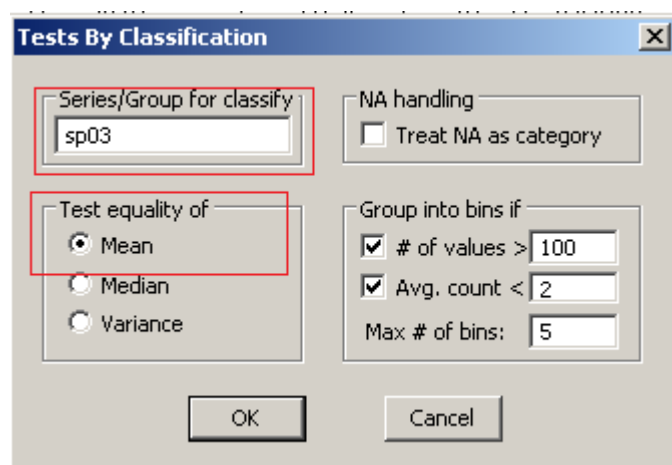 Tests By Classification
Series/Group for classify
sp03
NA handling
Treat NA as category
Test equality of
Mean
Median
Variance
Group into bins if
# of values > 100
Avg. count < 2
Max # of bins: 5
OK
Cancel